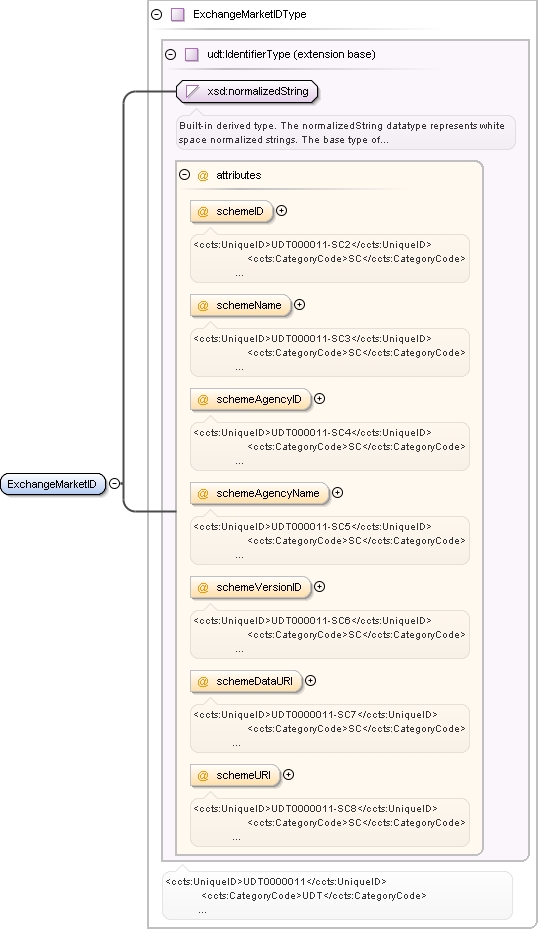 ExchangeMarketIDType
udt:IdentifierType (extension base)
xsd:normalizedString
Built-in derived type. The normalizedString datatype represents white
space normalized strings. The base type of...
@ attributes
@ schemeID
<ccts:UniqueID>UDT000011-SC2</ccts:UniqueID>
<ccts:CategoryCode>SC</ccts:CategoryCode>
...
@ schemeName
<ccts:UniqueID>UDT000011-SC3</ccts:UniqueID>
<ccts:CategoryCode>SC</ccts:CategoryCode>
...
@ schemeAgencyID
<ccts:UniqueID>UDT000011-SC4</ccts:UniqueID>
<ccts:CategoryCode>SC</ccts:CategoryCode>
...
ExchangeMarketID
@ schemeAgencyName
<ccts:UniqueID>UDT000011-SC5</ccts:UniqueID>
<ccts:CategoryCode>SC</ccts:CategoryCode>
...
@ schemeVersionID
<ccts:UniqueID>UDT000011-SC6</ccts:UniqueID>
<ccts:CategoryCode>SC</ccts:CategoryCode>
...
@ schemeDataURI
<ccts:UniqueID>UDT0000011-SC7</ccts:UniqueID>
<ccts:CategoryCode>SC</ccts:CategoryCode>
...
@ schemeURI
<ccts:UniqueID>UDT0000011-SC8</ccts:UniqueID>
<ccts:CategoryCode>SC</ccts:CategoryCode>
...
<ccts:UniqueID>UDT0000011</ccts:UniqueID>
<ccts:CategoryCode>UDT</ccts:CategoryCode>
...